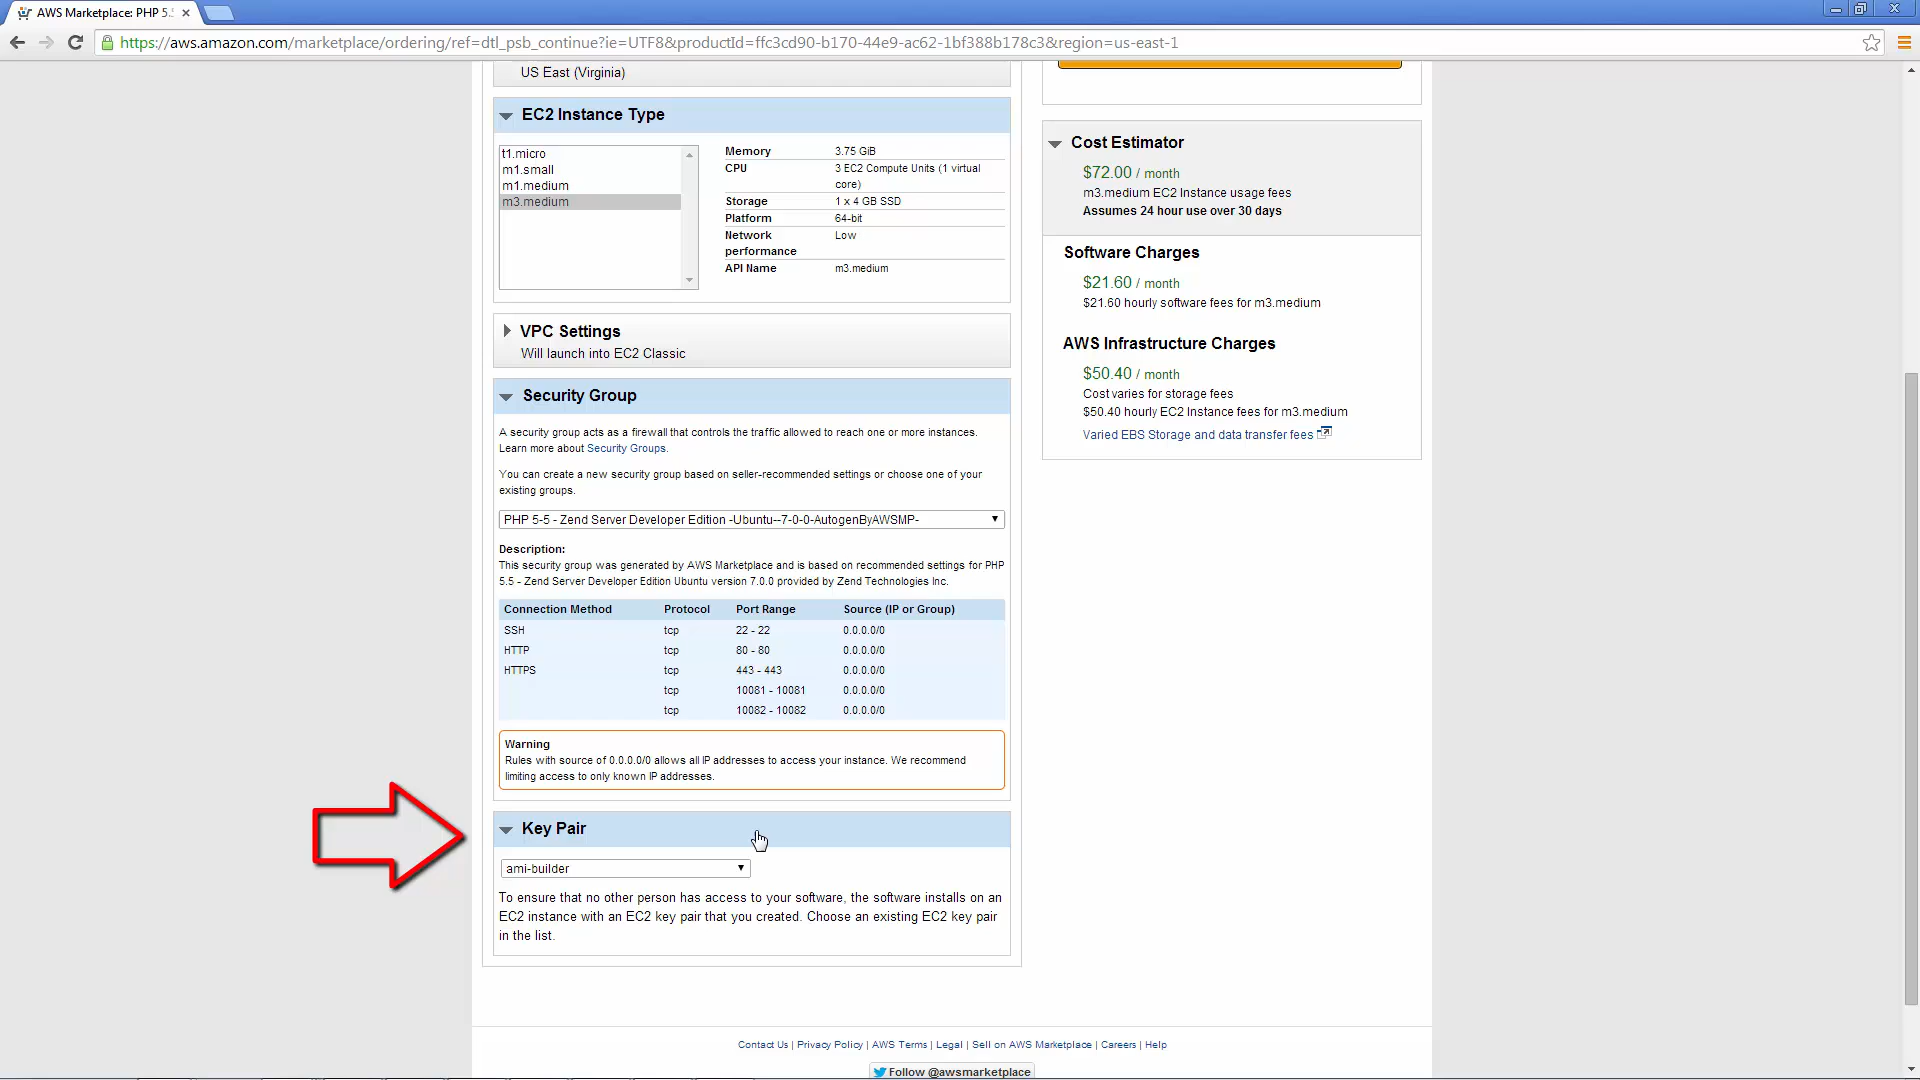 AWS Marketplace: PHP 5.
https://aws.amazon.com/marketplace/ordering/ref=dtl_psb_continue?ie=UTF8&productId=ffc3cd90-b170-44e9-ac62-1bf388b178c3&region=us-east-1
US East (Virginia)
EC2 Instance Type
t1.micro
m1.small
m1.medium
m3.medium
Memory 3.75 GiB
CPU 3 EC2 Compute Units (1 virtual
core)
Storage 1 x 4 GB SSD
Platform 64-bit
Network Low
performance
API Name m3.medium
VPC Settings
Will launch into EC2 Classic
Security Group
A security group acts as a firewall that controls the traffic allowed to reach one or more instances.
Learn more about Security Groups.
You can create a new security group based on seller-recommended settings or choose one of your
existing groups.
PHP 5-5 - Zend Server Developer Edition -Ubuntu--7-0-0-AutogenByAWSMP-
Description:
This security group was generated by AWS Marketplace and is based on recommended settings for PHP
5.5 - Zend Server Developer Edition Ubuntu version 7.0.0 provided by Zend Technologies Inc.
Connection Method Protocol Port Range Source (IP or Group)
SSH tcp 22 - 22 0.0.0.0/0
HTTP tcp 80 - 80 0.0.0.0/0
HTTPS tcp 443 - 443 0.0.0.0/0
tcp 10081 - 10081 0.0.0.0/0
tcp 10082 - 10082 0.0.0.0/0
Warning
Rules with source of 0.0.0.0/0 allows all IP addresses to access your instance. We recommend
limiting access to only known IP addresses.
Key Pair
ami-builder
To ensure that no other person has access to your software, the software installs on an
EC2 instance with an EC2 key pair that you created. Choose an existing EC2 key pair
in the list.
Cost Estimator
$72.00 / month
m3.medium EC2 Instance usage fees
Assumes 24 hour use over 30 days
Software Charges
$21.60 / month
$21.60 hourly software fees for m3.medium
AWS Infrastructure Charges
$50.40 / month
Cost varies for storage fees
$50.40 hourly EC2 Instance fees for m3.medium
Varied EBS Storage and data transfer fees
Contact Us | Privacy Policy | AWS Terms | Legal | Sell on AWS Marketplace | Careers | Help
Follow @awsmarketplace